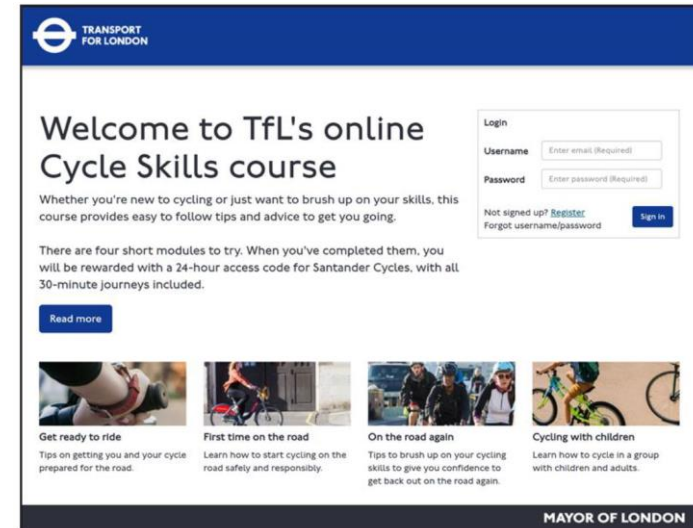 TRANSPORT
FOR LONDON
Welcome to TfL's online
Cycle Skills course
Whether you're new to cycling or just want to brush up on your skills, this
course provides easy to follow tips and advice to get you going.
There are four short modules to try. When you've completed them, you
will be rewarded with a 24-hour access code for Santander Cycles, with all
30-minute journeys included.
Read more
Login
Username Enter email (Required)
Password Enter password (Required)
Not signed up? Register
Forgot username/password
Sign in
Get ready to ride
Tips on getting you and your cycle
prepared for the road.
First time on the road
Learn how to start cycling on the
road safely and responsibly.
On the road again
Tips to brush up on your cycling
skills to give you confidence to
get back out on the road again.
Cycling with children
Learn how to cycle in a group
with children and adults.
MAYOR OF LONDON